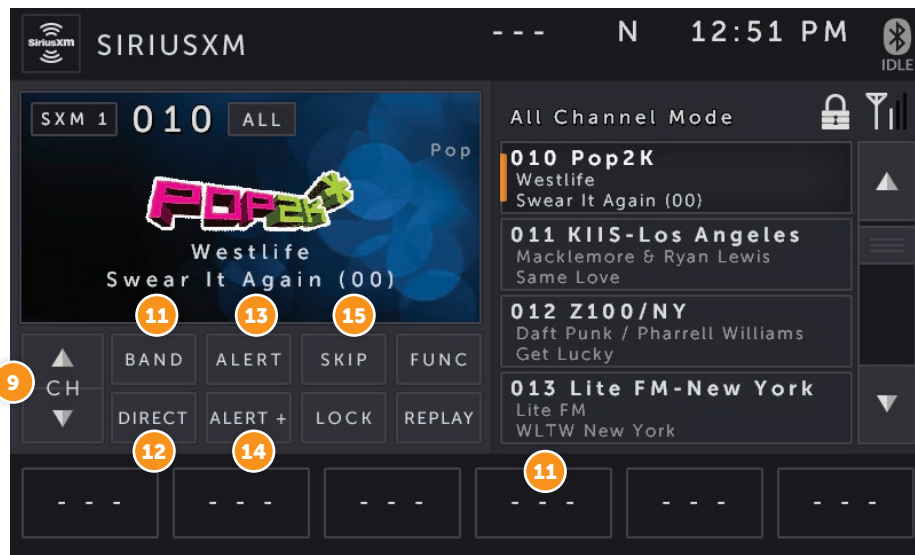 SiriusXM
SIRIUSXM
- - -
N
12:51 PM
IDLE
SXM 1
010
ALL
Pop
POP2K
Westlife
Swear It Again (00)
All Channel Mode
010 Pop2K
Westlife
Swear It Again (00)
011 KIIS-Los Angeles
Macklemore & Ryan Lewis
Same Love
012 Z100/NY
Daft Punk / Pharrell Williams
Get Lucky
013 Lite FM-New York
Lite FM
WLTW New York
11
13
15
9
CH
BAND
ALERT
SKIP
FUNC
DIRECT
ALERT +
LOCK
REPLAY
12
14
11
- - -
- - -
- - -
- - -
- - -
- - -